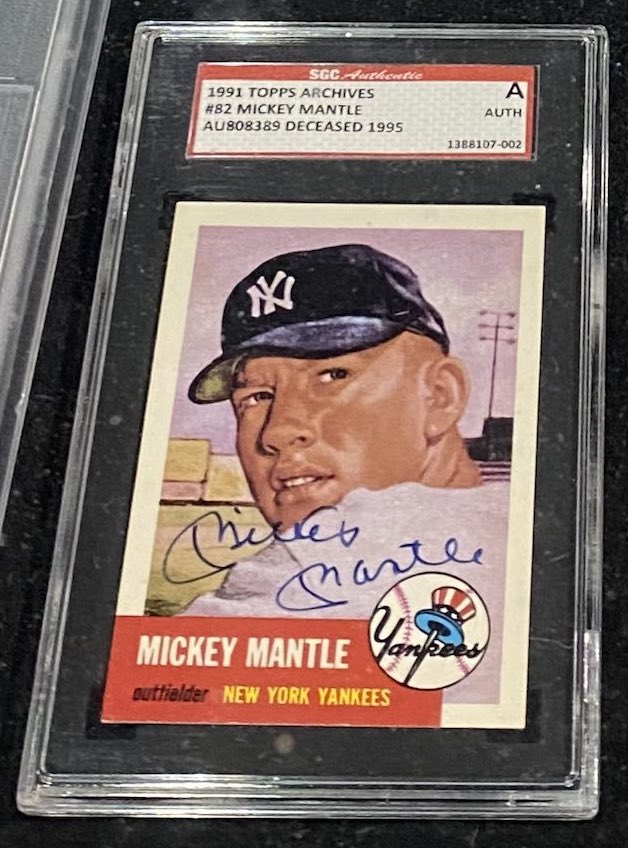 SGC Authentic
1991 TOPPS ARCHIVES
A
#82 MICKEY MANTLE
AUTH
AU808389 DECEASED 1995
1388107-002
NY
Mickey
Mantle
Yankees
MICKEY MANTLE
outfielder NEW YORK YANKEES